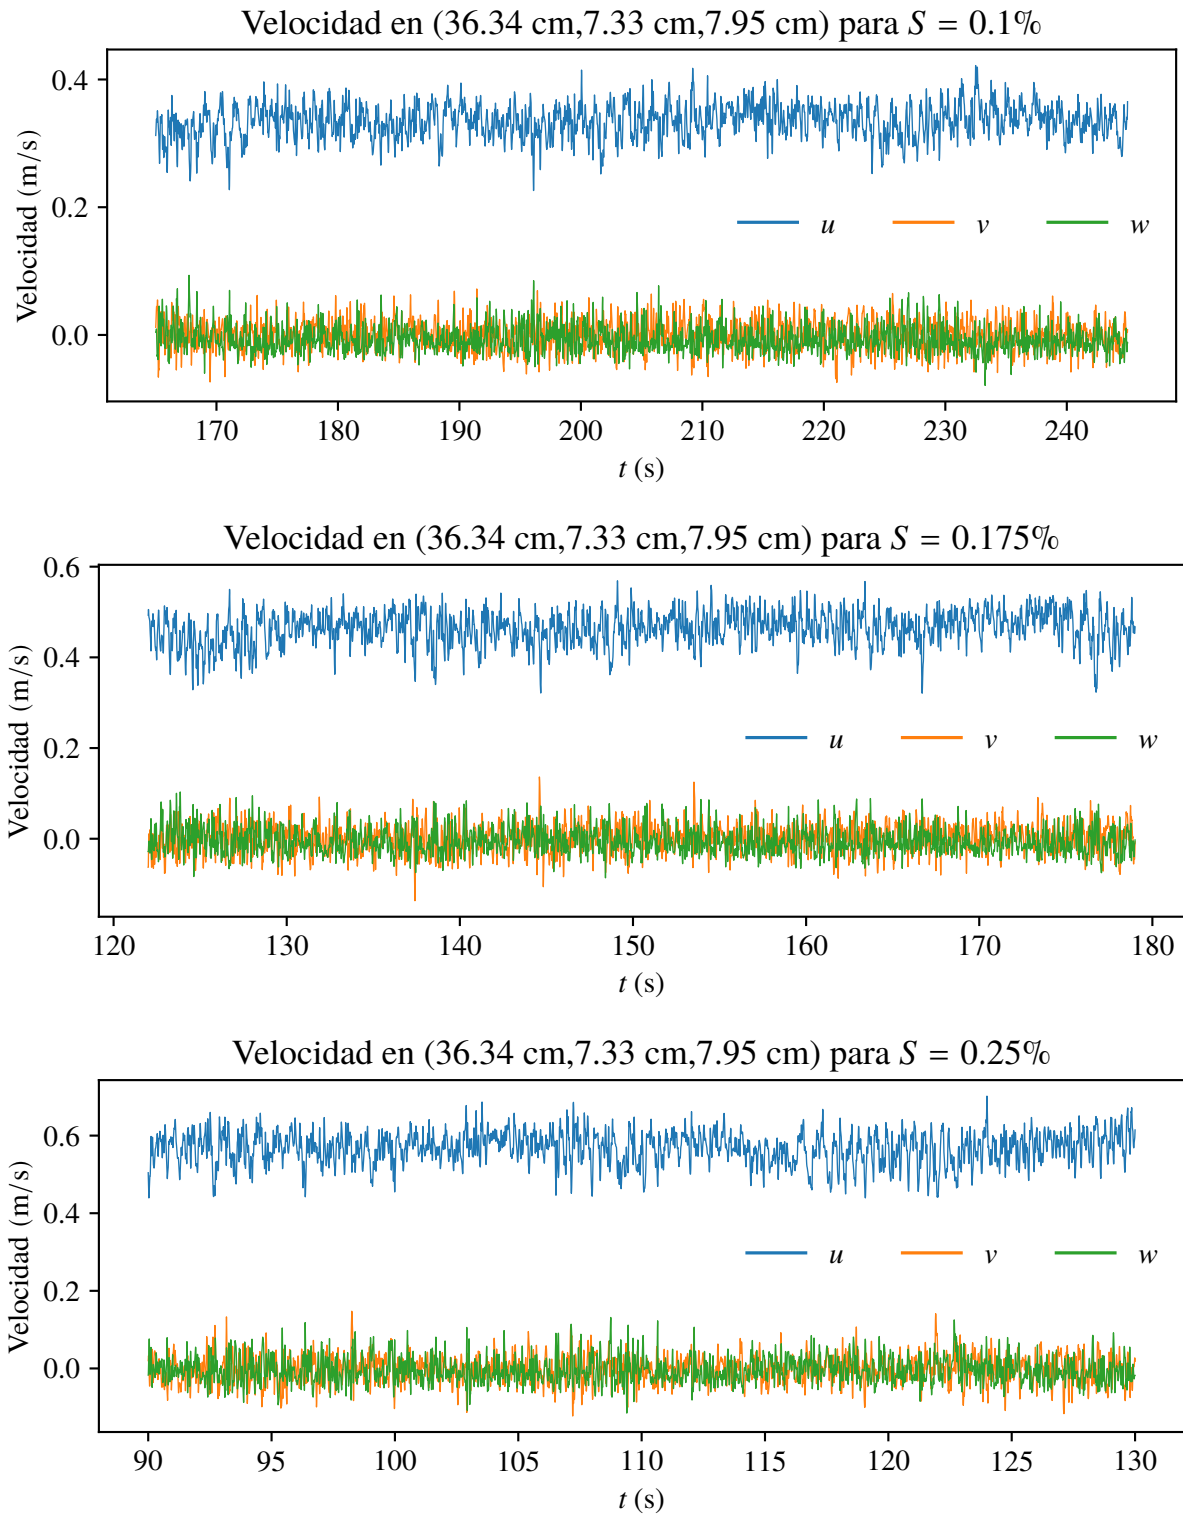 Velocidad en (36.34 cm,7.33 cm,7.95 cm) para S = 0.1%
Velocidad (m/s)
0.4
0.2
0.0
u v w
170 180 190 200 210 220 230 240
t (s)
Velocidad en (36.34 cm,7.33 cm,7.95 cm) para S = 0.175%
Velocidad (m/s)
0.6
0.4
0.2
0.0
u v w
120 130 140 150 160 170 180
t (s)
Velocidad en (36.34 cm,7.33 cm,7.95 cm) para S = 0.25%
Velocidad (m/s)
0.6
0.4
0.2
0.0
u v w
90 95 100 105 110 115 120 125 130
t (s)